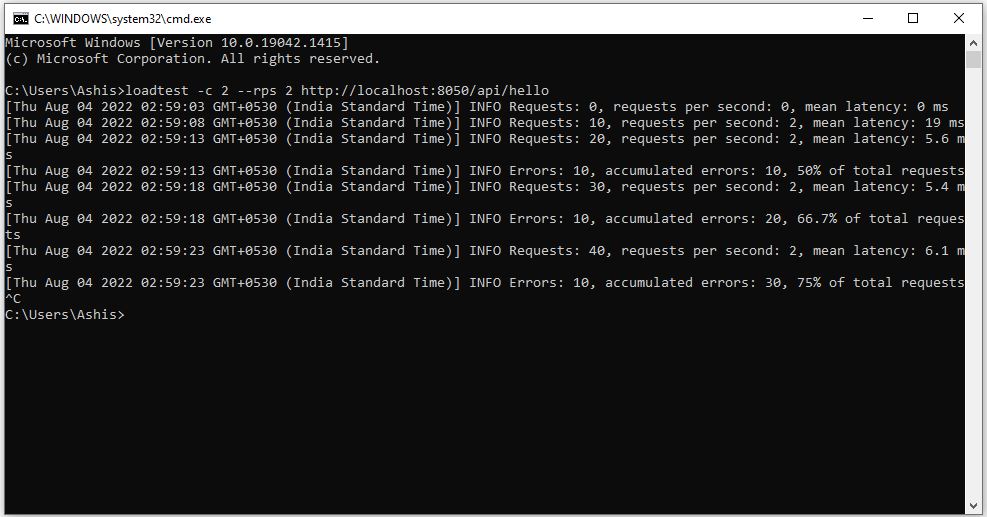 C:\WINDOWS\system32\cmd.exe
Microsoft Windows [Version 10.0.19042.1415]
(c) Microsoft Corporation. All rights reserved.
C:\Users\Ashis>loadtest -c 2 --rps 2 http://localhost:8050/api/hello
[Thu Aug 04 2022 02:59:03 GMT+0530 (India Standard Time)] INFO Requests: 0, requests per second: 0, mean latency: 0 ms
[Thu Aug 04 2022 02:59:08 GMT+0530 (India Standard Time)] INFO Requests: 10, requests per second: 2, mean latency: 19 ms
[Thu Aug 04 2022 02:59:13 GMT+0530 (India Standard Time)] INFO Requests: 20, requests per second: 2, mean latency: 5.6 m
s
[Thu Aug 04 2022 02:59:13 GMT+0530 (India Standard Time)] INFO Errors: 10, accumulated errors: 10, 50% of total requests
[Thu Aug 04 2022 02:59:18 GMT+0530 (India Standard Time)] INFO Requests: 30, requests per second: 2, mean latency: 5.4 m
s
[Thu Aug 04 2022 02:59:18 GMT+0530 (India Standard Time)] INFO Errors: 10, accumulated errors: 20, 66.7% of total reques
ts
[Thu Aug 04 2022 02:59:23 GMT+0530 (India Standard Time)] INFO Requests: 40, requests per second: 2, mean latency: 6.1 m
s
[Thu Aug 04 2022 02:59:23 GMT+0530 (India Standard Time)] INFO Errors: 10, accumulated errors: 30, 75% of total requests
^C
C:\Users\Ashis>